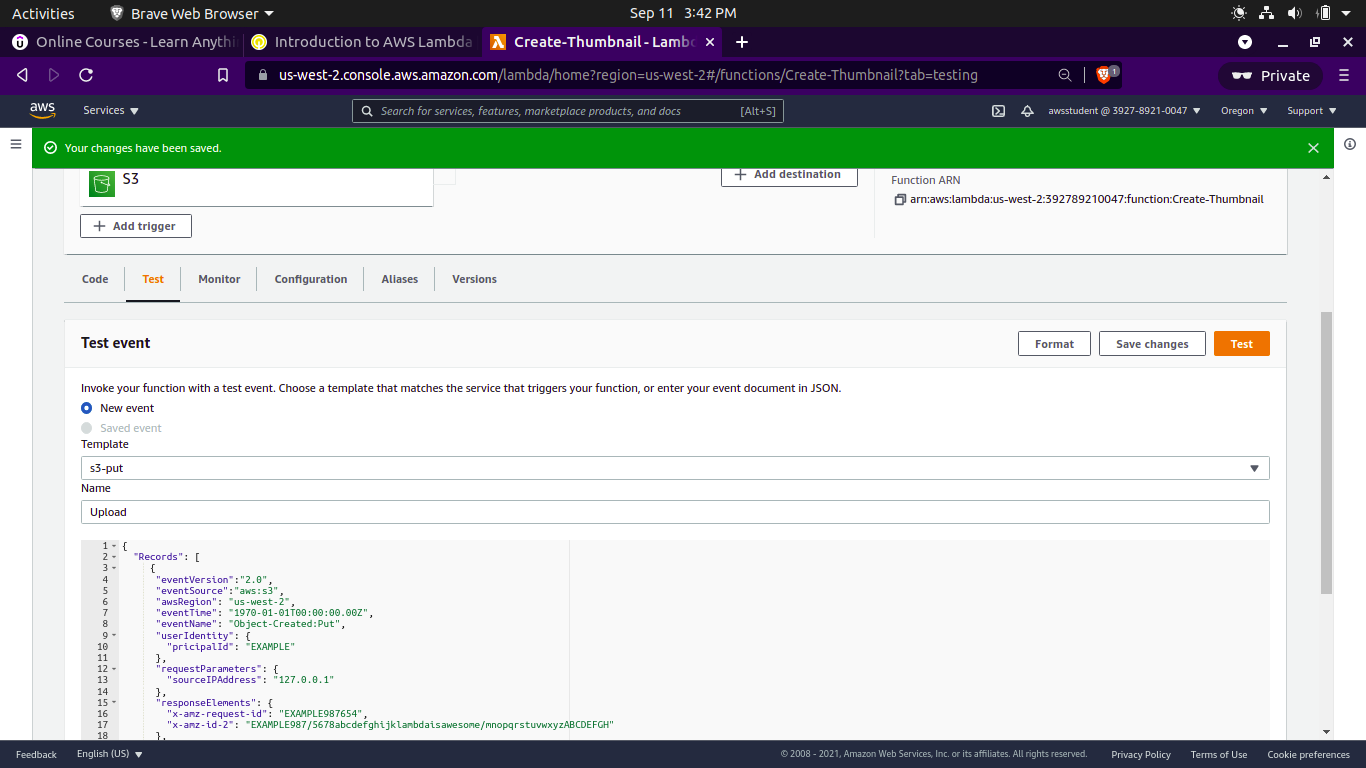 Activities Brave Web Browser Sep 11 3:42 PM
Online Courses - Learn Anythi Introduction to AWS Lambda Create-Thumbnail - Lambd
us-west-2.console.aws.amazon.com/lambda/home?region=us-west-2#/functions/Create-Thumbnail?tab=testing 1 Private
aws Services Search for services, features, marketplace products, and docs [Alt+S] awsstudent @ 3927-8921-0047 Oregon Support
Your changes have been saved.
S3 Add destination
Function ARN
arn:aws:lambda:us-west-2:392789210047:function:Create-Thumbnail
Add trigger
Code Test Monitor Configuration Aliases Versions
Test event Format Save changes Test
Invoke your function with a test event. Choose a template that matches the service that triggers your function, or enter your event document in JSON.
New event
Saved event
Template
s3-put
Name
Upload
1 {
2 "Records": [
3 {
4 "eventVersion":"2.0",
5 "eventSource":"aws:s3",
6 "awsRegion": "us-west-2",
7 "eventTime": "1970-01-01T00:00:00.00Z",
8 "eventName": "Object-Created:Put",
9 "userIdentity": {
10 "pricipalId": "EXAMPLE"
11 },
12 "requestParameters": {
13 "sourceIPAddress": "127.0.0.1"
14 },
15 "responseElements": {
16 "x-amz-request-id": "EXAMPLE987654",
17 "x-amz-id-2": "EXAMPLE987/5678abcdefghijklambdaisawesome/mnopqrstuvwxyzABCDEFGH"
18 },
Feedback English (US) © 2008 - 2021, Amazon Web Services, Inc. or its affiliates. All rights reserved. Privacy Policy Terms of Use Cookie preferences